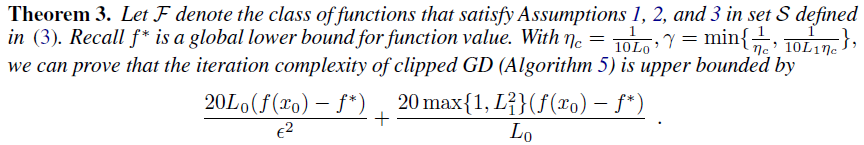 Theorem 3. Let $\mathcal{F}$ denote the class of functions that satisfy Assumptions 1, 2, and 3 in set $\mathcal{S}$ defined
in (3). Recall $f^*$ is a global lower bound for function value. With $\eta_c = \frac{1}{10L_0}, \gamma = \min\{\frac{1}{\eta_c}, \frac{1}{10L_1\eta_c}\}$,
we can prove that the iteration complexity of clipped GD (Algorithm 5) is upper bounded by
$\frac{20L_0(f(x_0) - f^*)}{\epsilon^2} + \frac{20\max\{1, L_1^2\}(f(x_0) - f^*)}{L_0}$ .